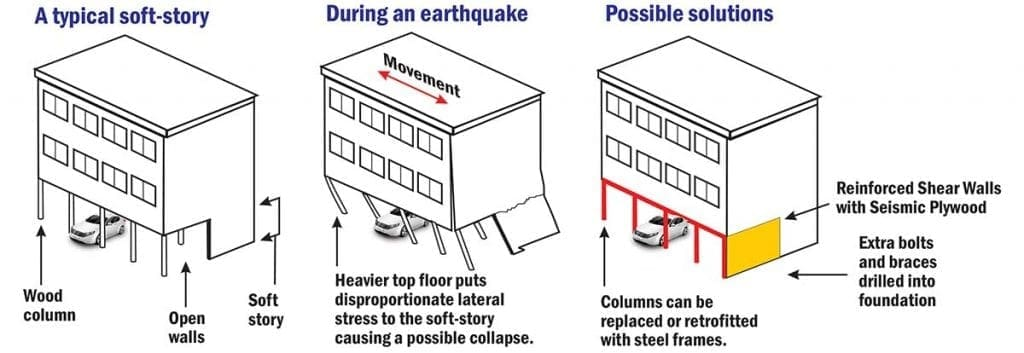 A typical soft-story
Wood
column
Open
walls
Soft
story
During an earthquake
Movement
Heavier top floor puts
disproportionate lateral
stress to the soft-story
causing a possible collapse.
Possible solutions
Reinforced Shear Walls
with Seismic Plywood
Extra bolts
and braces
drilled into
foundation
Columns can be
replaced or retrofitted
with steel frames.